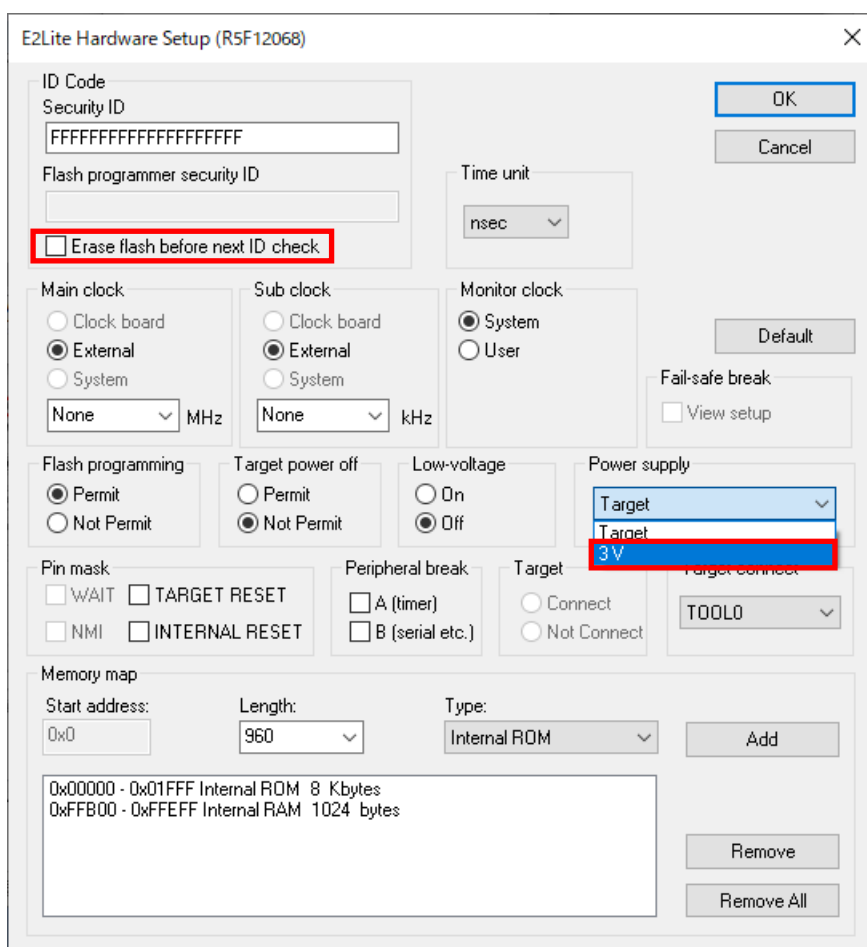 E2Lite Hardware Setup (R5F12068)
ID Code
Security ID
FFFFFFFFFFFFFFFFFFFF
Flash programmer security ID
Erase flash before next ID check
Time unit
nsec
OK
Cancel
Main clock
Clock board
External
System
None
MHz
Sub clock
Clock board
External
System
None
kHz
Monitor clock
System
User
Default
Fail-safe break
View setup
Flash programming
Permit
Not Permit
Target power off
Permit
Not Permit
Low-voltage
On
Off
Power supply
Target
Target
3 V
Pin mask
WAIT
TARGET RESET
NMI
INTERNAL RESET
Peripheral break
A (timer)
B (serial etc.)
Target
Connect
Not Connect
Target connect
TOOL0
Memory map
Start address:
0x0
Length:
960
Type:
Internal ROM
Add
0x00000 - 0x01FFF Internal ROM 8 Kbytes
0xFFB00 - 0xFFEFF Internal RAM 1024 bytes
Remove
Remove All